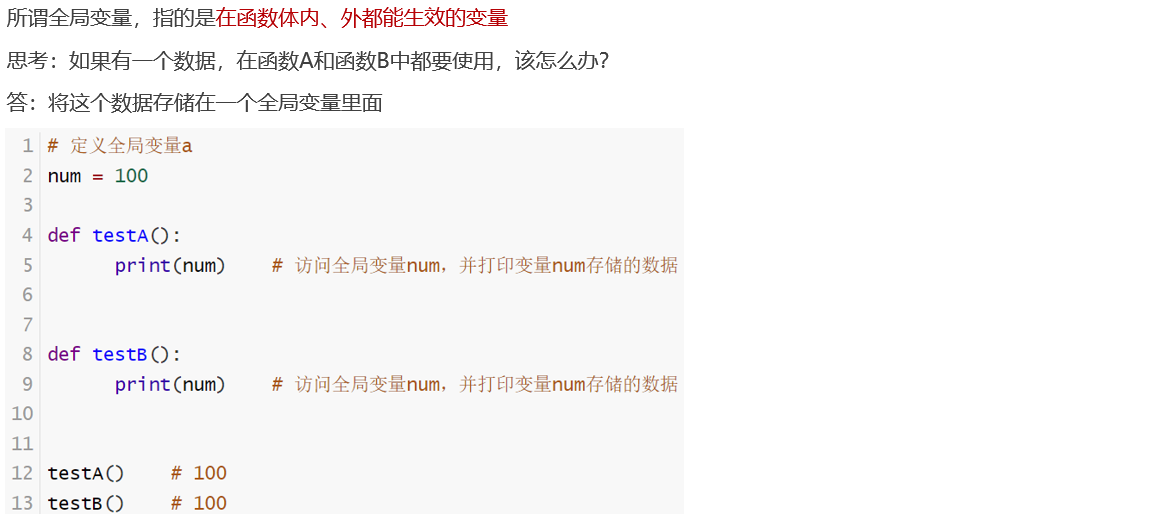 所谓全局变量，指的是在函数体内、外都能生效的变量
思考：如果有一个数据，在函数A和函数B中都要使用，该怎么办？
答：将这个数据存储在一个全局变量里面
1 # 定义全局变量a
2 num = 100
3
4 def testA():
5 print(num) # 访问全局变量num，并打印变量num存储的数据
6
7
8 def testB():
9 print(num) # 访问全局变量num，并打印变量num存储的数据
10
11
12 testA() # 100
13 testB() # 100